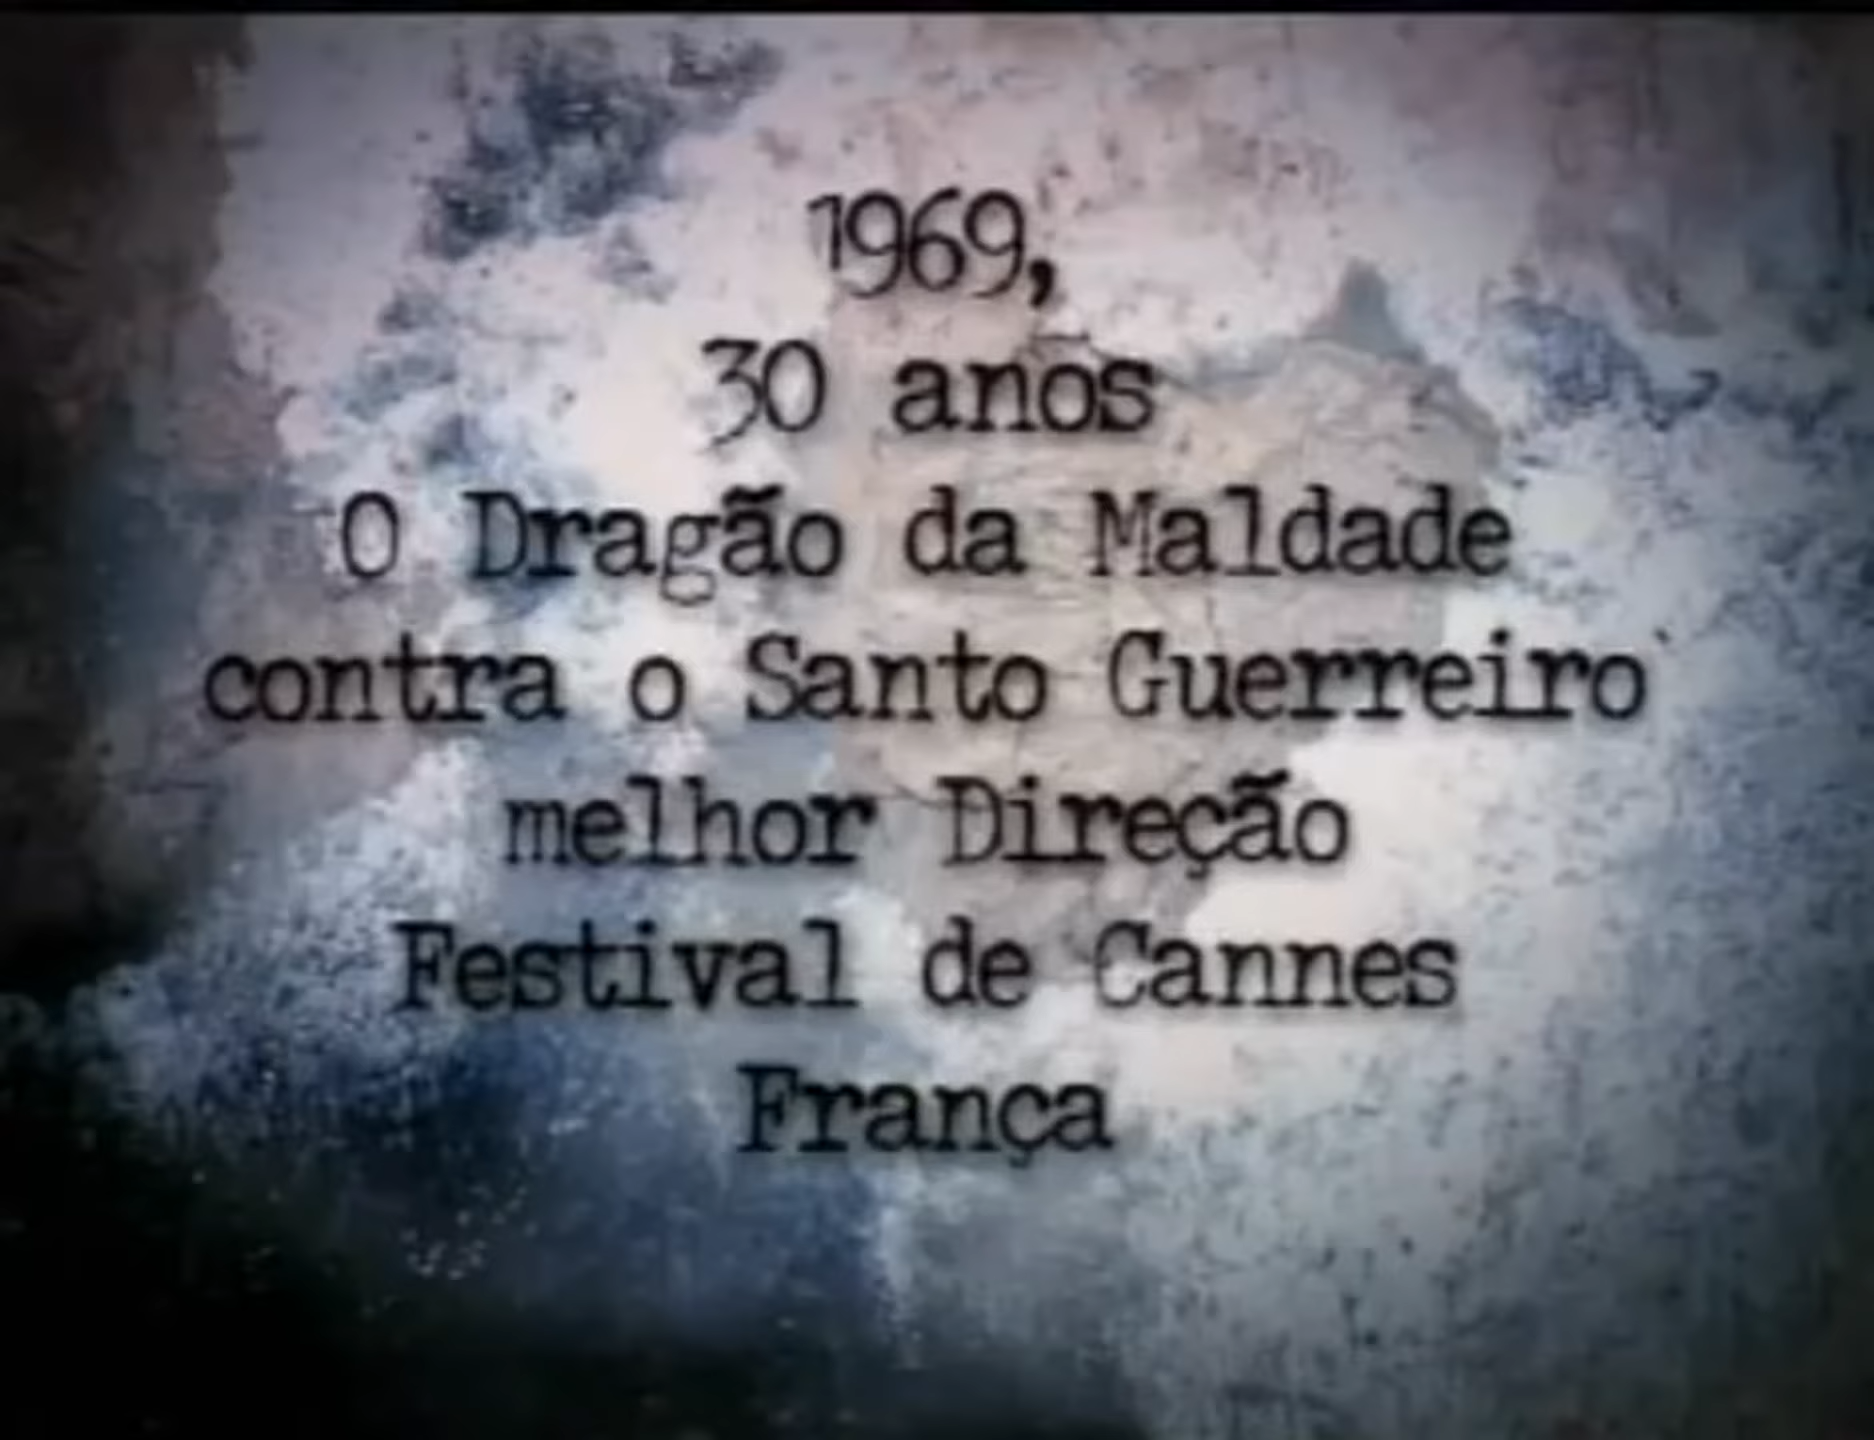 1969,
30 anos
O Dragão da Maldade
contra o Santo Guerreiro
melhor Direção
Festival de Cannes
França